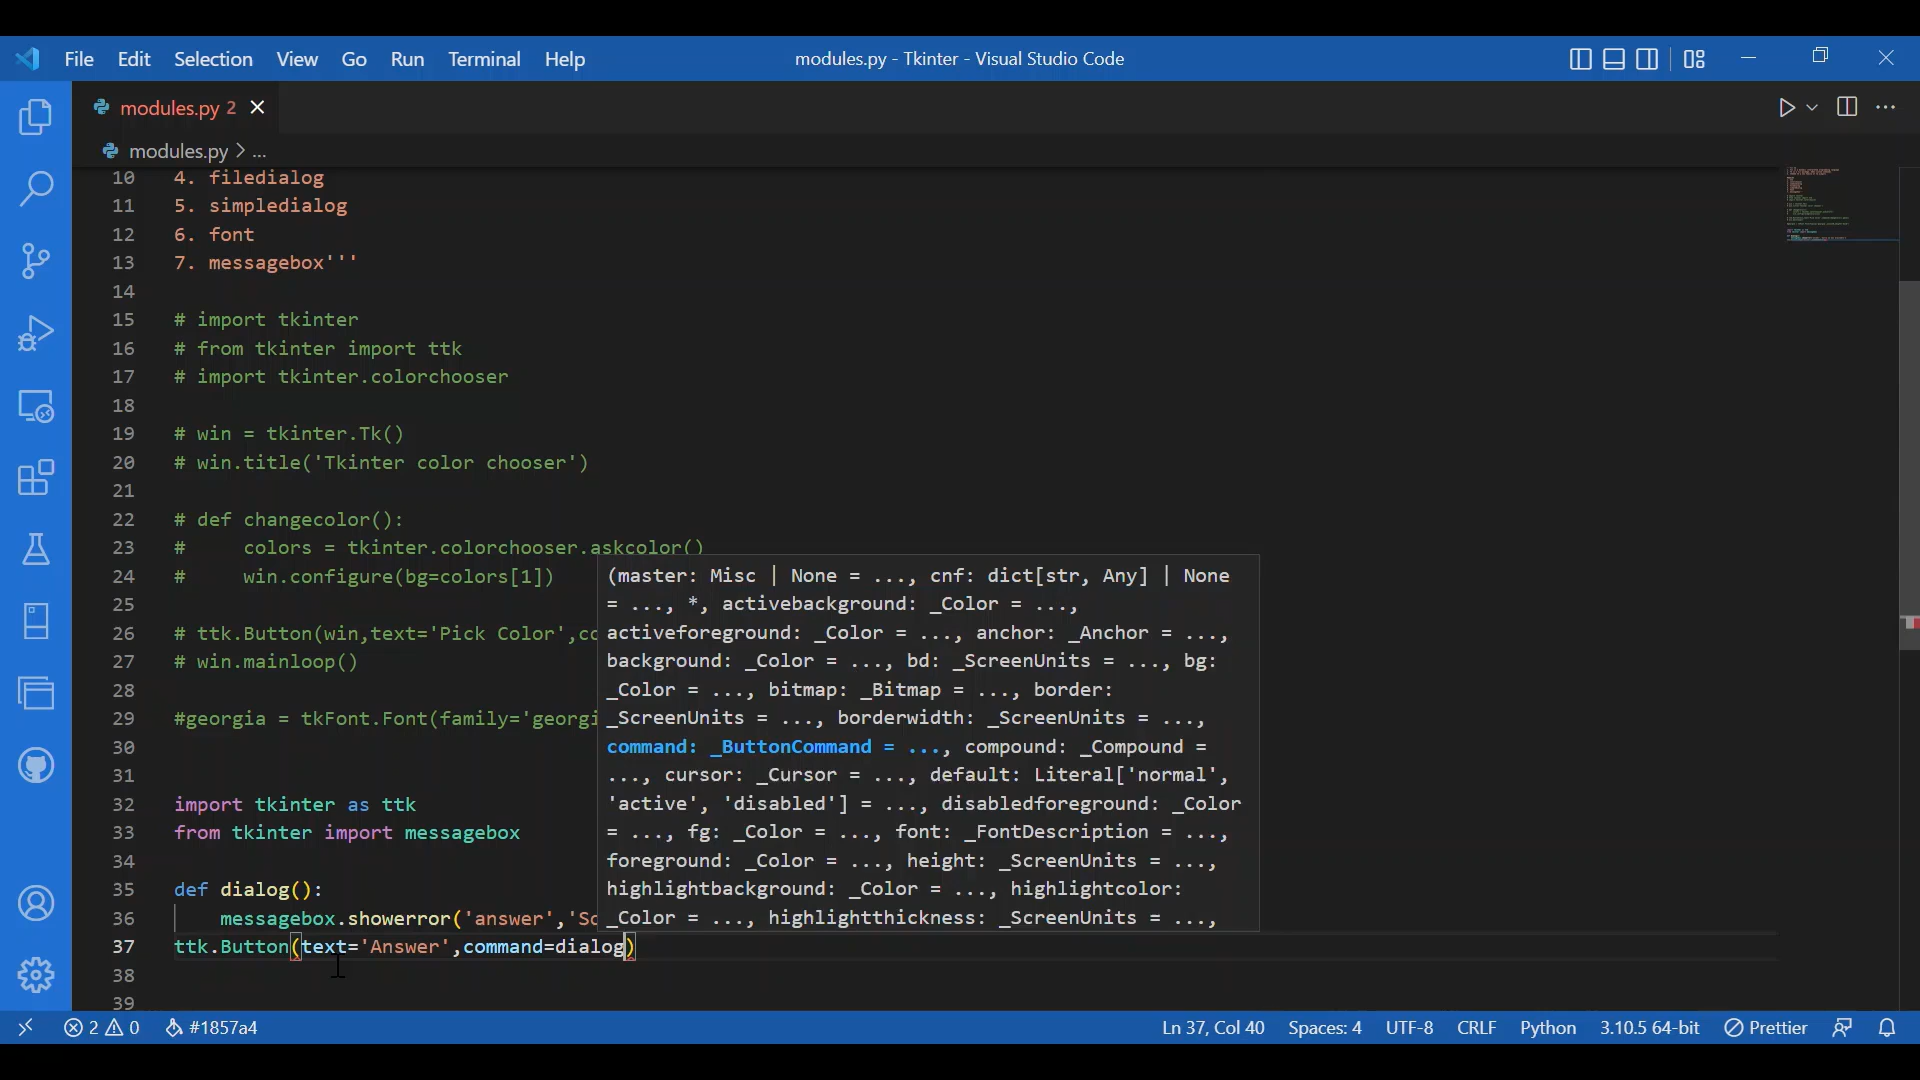 File Edit Selection View Go Run Terminal Help modules.py - Tkinter - Visual Studio Code
modules.py 2
modules.py > ...
10 4. filedialog
11 5. simpledialog
12 6. font
13 7. messagebox'''
14
15 # import tkinter
16 # from tkinter import ttk
17 # import tkinter.colorchooser
18
19 # win = tkinter.Tk()
20 # win.title('Tkinter color chooser')
21
22 # def changecolor():
23 #     colors = tkinter.colorchooser.askcolor()
24 #     win.configure(bg=colors[1])
25
26 # ttk.Button(win,text='Pick Color',co
27 # win.mainloop()
28
29 #georgia = tkFont.Font(family='georgi
30
31
32 import tkinter as ttk
33 from tkinter import messagebox
34
35 def dialog():
36     messagebox.showerror('answer','So
37 ttk.Button(text='Answer',command=dialog)
38
39
(master: Misc | None = ..., cnf: dict[str, Any] | None
= ..., *, activebackground: _Color = ...,
activeforeground: _Color = ..., anchor: _Anchor = ...,
background: _Color = ..., bd: _ScreenUnits = ..., bg:
_Color = ..., bitmap: _Bitmap = ..., border:
_ScreenUnits = ..., borderwidth: _ScreenUnits = ...,
command: _ButtonCommand = ..., compound: _Compound =
..., cursor: _Cursor = ..., default: Literal['normal',
'active', 'disabled'] = ..., disabledforeground: _Color
= ..., fg: _Color = ..., font: _FontDescription = ...,
foreground: _Color = ..., height: _ScreenUnits = ...,
highlightbackground: _Color = ..., highlightcolor:
_Color = ..., highlightthickness: _ScreenUnits = ...,
2 0 #1857a4 Ln 37, Col 40 Spaces: 4 UTF-8 CRLF Python 3.10.5 64-bit Prettier